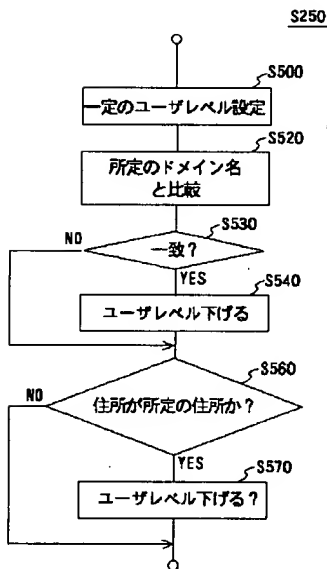 S250
S500
一定のユーザレベル設定
S520
所定のドメイン名
と比較
S530
一致？
NO
YES
S540
ユーザレベル下げる
S560
住所が所定の住所か？
NO
YES
S570
ユーザレベル下げる？